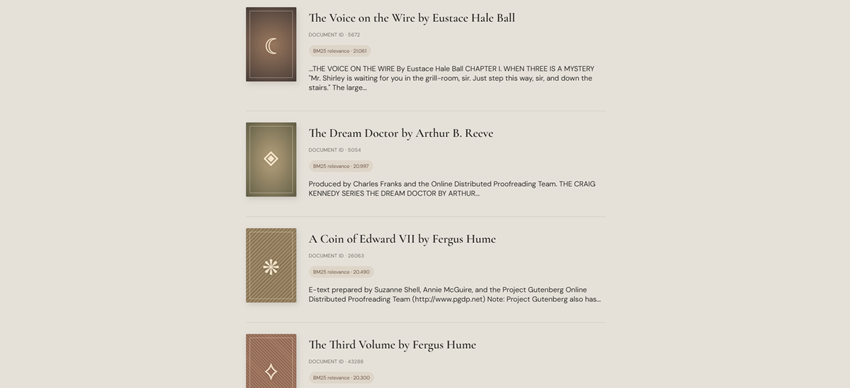 The Voice on the Wire by Eustace Hale Ball
DOCUMENT ID · 5672
BM25 relevance · 21.061
...THE VOICE ON THE WIRE By Eustace Hale Ball CHAPTER I. WHEN THREE IS A MYSTERY
"Mr. Shirley is waiting for you in the grill-room, sir. Just step this way, sir, and down the
stairs." The large...
The Dream Doctor by Arthur B. Reeve
DOCUMENT ID · 5054
BM25 relevance · 20.997
Produced by Charles Franks and the Online Distributed Proofreading Team. THE CRAIG
KENNEDY SERIES THE DREAM DOCTOR BY ARTHUR...
A Coin of Edward VII by Fergus Hume
DOCUMENT ID · 26063
BM25 relevance · 20.490
E-text prepared by Suzanne Shell, Annie McGuire, and the Project Gutenberg Online
Distributed Proofreading Team (http://www.pgdp.net) Note: Project Gutenberg also has...
The Third Volume by Fergus Hume
DOCUMENT ID · 43288
BM25 relevance · 20.300